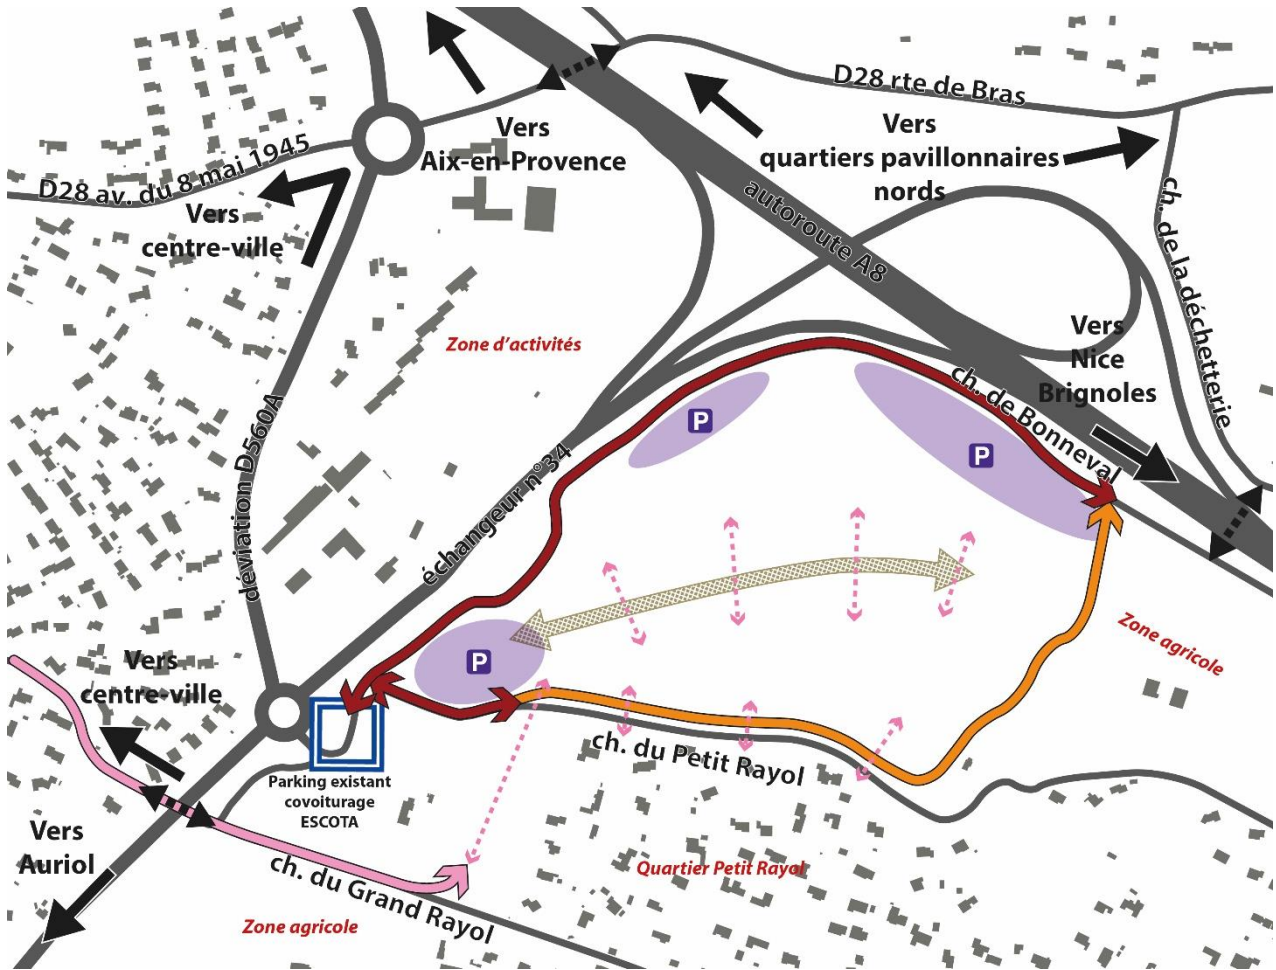 D28 rte de Bras
Vers
Aix-en-Provence
Vers
quartiers pavillonnaires
nords
D28 av. du 8 mai 1945
Vers
centre-ville
autoroute A8
ch. de la déchetterie
Zone d'activités
Vers
Nice
Brignoles
ch. de Bonneval
déviation D560A
échangeur n°34
P
P
P
Zone agricole
Vers
centre-ville
ch. du Petit Rayol
Parking existant
covoiturage
ESCOTA
Vers
Auriol
ch. du Grand Rayol
Quartier Petit Rayol
Zone agricole